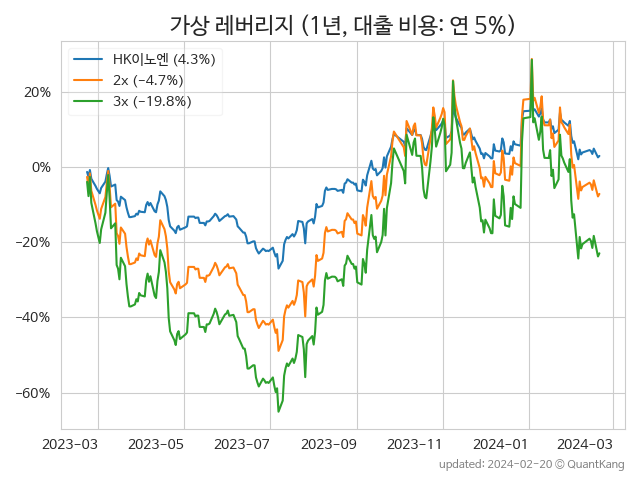 가상 레버리지 (1년, 대출 비용: 연 5%)
HK이노엔 (4.3%)
2x (−4.7%)
3x (−19.8%)
20%
0%
−20%
−40%
−60%
2023−03 2023−05 2023−07 2023−09 2023−11 2024−01 2024−03
updated: 2024−02−20 © QuantKang